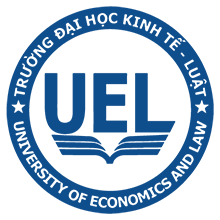 TRƯỜNG ĐẠI HỌC KINH TẾ - LUẬT
UEL
UNIVERSITY OF ECONOMICS AND LAW